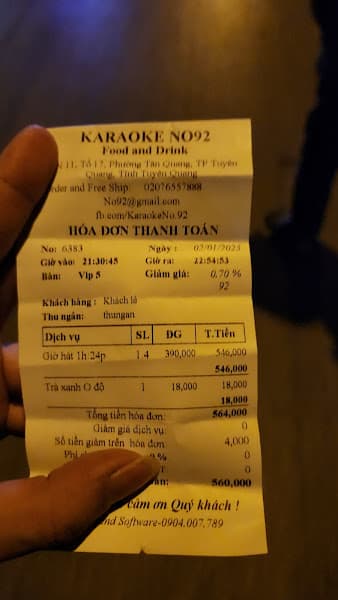 KARAOKE NO92
Food and Drink
11, Tổ 17, Phường Tân Quang, TP Tuyên
Quang, Tỉnh Tuyên Quang
rder and Free Ship: 02076557888
No92@gmail.com
fb.com/KaraokeNo.92
HÓA ĐƠN THANH TOÁN
No: 6383 Ngày : 02/01/2023
Giờ vào: 21:30:45 Giờ ra: 22:54:53
Bàn: Vip 5 Giảm giá: 0,70 %
92
Khách hàng : Khách lẻ
Thu ngân: thungan
Dịch vụ SL ĐG T.Tiền
Giờ hát 1h:24p 1.4 390,000 546,000
546,000
Trà xanh O độ 1 18,000 18,000
18,000
Tổng tiền hóa đơn: 564,000
Giảm giá dịch vụ: 0
Số tiền giảm trên hóa đơn: 4,000
Phí % 0
0
560,000
cảm ơn Quý khách !
nd Software-0904.007.789